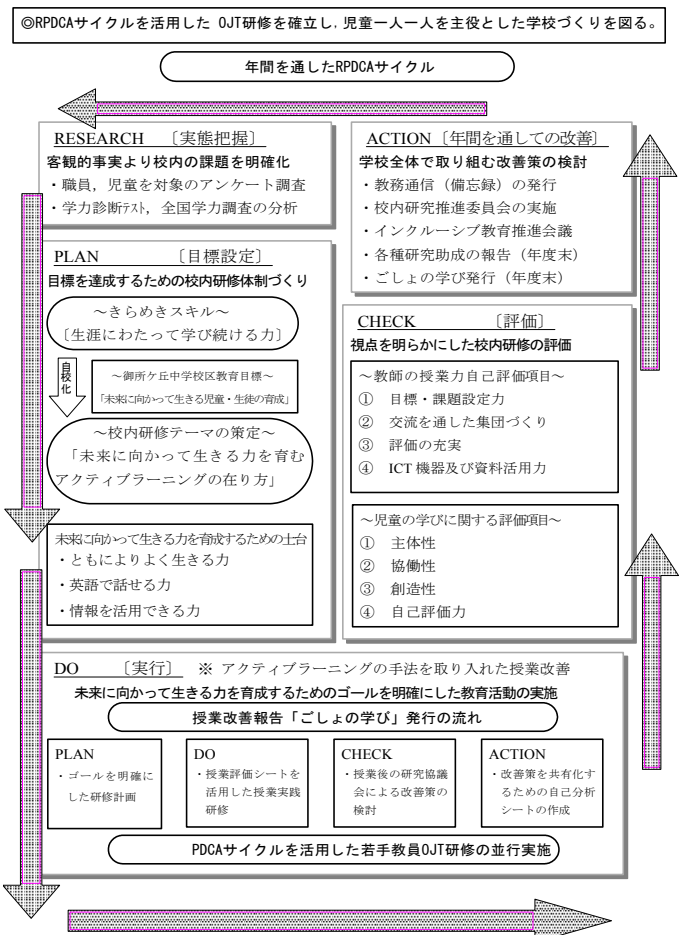 ◎RPDCAサイクルを活用した OJT研修を確立し,児童一人一人を主役とした学校づくりを図る。
年間を通したRPDCAサイクル
RESEARCH 〔実態把握〕
客観的事実より校内の課題を明確化
・職員，児童を対象のアンケート調査
・学力診断テスト，全国学力調査の分析
PLAN 〔目標設定〕
目標を達成するための校内研修体制づくり
～きらめきスキル～
〔生涯にわたって学び続ける力〕
自校化
～御所ケ丘中学校区教育目標～
「未来に向かって生きる児童・生徒の育成」
～校内研修テーマの策定～
「未来に向かって生きる力を育む
アクティブラーニングの在り方」
未来に向かって生きる力を育成するための土台
・ともによりよく生きる力
・英語で話せる力
・情報を活用できる力
ACTION〔年間を通しての改善〕
学校全体で取り組む改善策の検討
・教務通信（備忘録）の発行
・校内研究推進委員会の実施
・インクルーシブ教育推進会議
・各種研究助成の報告（年度末）
・ごしょの学び発行（年度末）
CHECK 〔評価〕
視点を明らかにした校内研修の評価
～教師の授業力自己評価項目～
① 目標・課題設定力
② 交流を通した集団づくり
③ 評価の充実
④ ICT 機器及び資料活用力
～児童の学びに関する評価項目～
① 主体性
② 協働性
③ 創造性
④ 自己評価力
DO 〔実行〕 ※ アクティブラーニングの手法を取り入れた授業改善
未来に向かって生きる力を育成するためのゴールを明確にした教育活動の実施
授業改善報告「ごしょの学び」発行の流れ
PLAN
・ゴールを明確に
した研修計画
DO
・授業評価シートを
活用した授業実践
研修
CHECK
・授業後の研究協議
会による改善策の
検討
ACTION
・改善策を共有化す
るための自己分析
シートの作成
PDCAサイクルを活用した若手教員OJT研修の並行実施